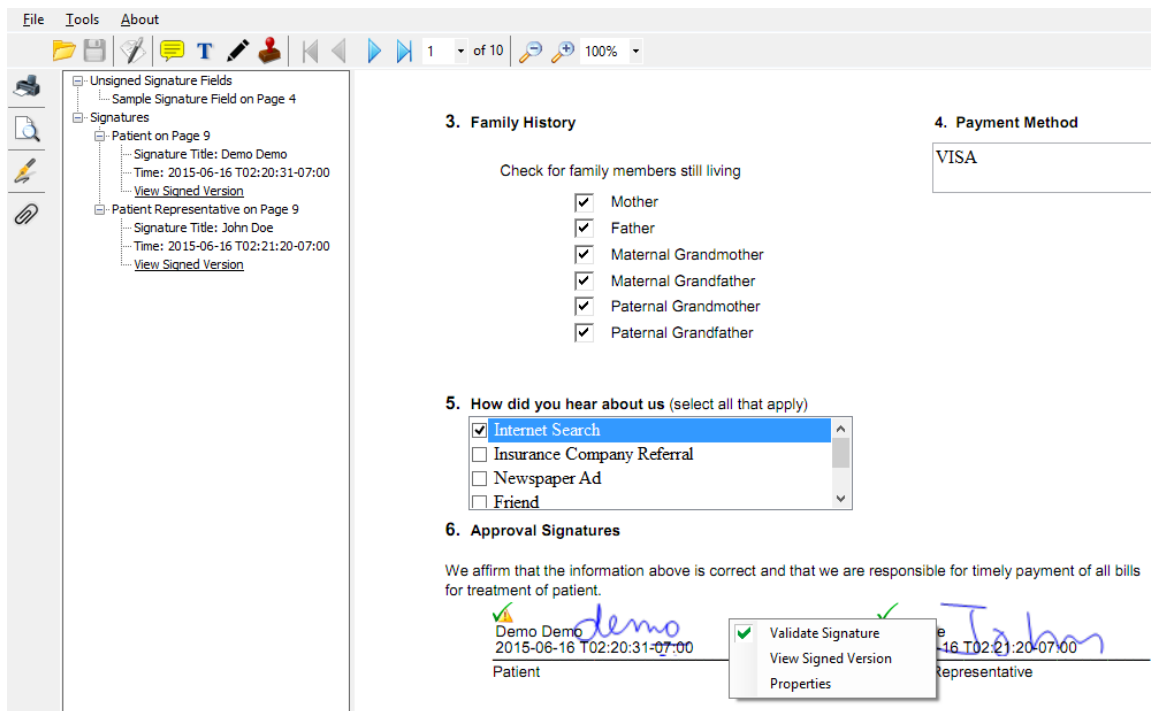 File Tools About
1 of 10 100%
Unsigned Signature Fields
Sample Signature Field on Page 4
Signatures
Patient on Page 9
Signature Title: Demo Demo
Time: 2015-06-16 T02:20:31-07:00
View Signed Version
Patient Representative on Page 9
Signature Title: John Doe
Time: 2015-06-16 T02:21:20-07:00
View Signed Version
3. Family History
Check for family members still living
Mother
Father
Maternal Grandmother
Maternal Grandfather
Paternal Grandmother
Paternal Grandfather
4. Payment Method
VISA
5. How did you hear about us (select all that apply)
Internet Search
Insurance Company Referral
Newspaper Ad
Friend
6. Approval Signatures
We affirm that the information above is correct and that we are responsible for timely payment of all bills
for treatment of patient.
demo
Demo Demo
2015-06-16 T02:20:31-07:00
Patient
Validate Signature
View Signed Version
Properties
John
e
-16 T02:21:20-07:00
Representative